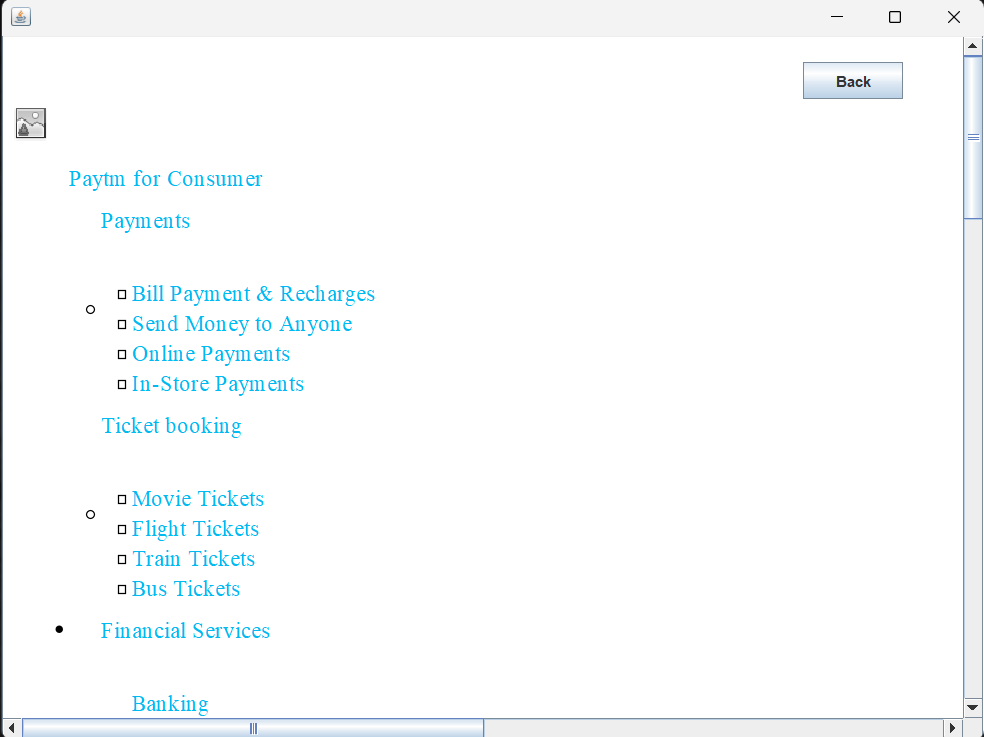 Back
Paytm for Consumer
Payments
Bill Payment & Recharges
Send Money to Anyone
Online Payments
In-Store Payments
Ticket booking
Movie Tickets
Flight Tickets
Train Tickets
Bus Tickets
Financial Services
Banking